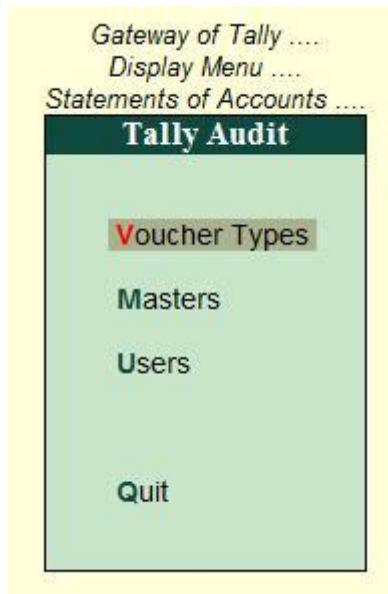 Gateway of Tally ....
Display Menu ....
Statements of Accounts ....
Tally Audit
Voucher Types
Masters
Users
Quit